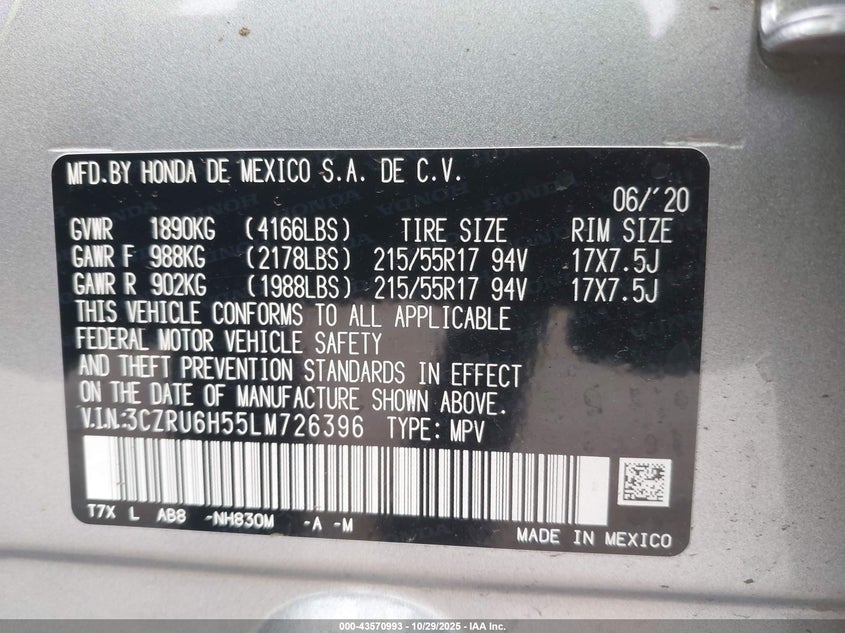 MFD.BY HONDA DE MEXICO S.A. DE C.V.
06/'20
GVWR 1890KG (4166LBS) TIRE SIZE RIM SIZE
GAWR F 988KG (2178LBS) 215/55R17 94V 17X7.5J
GAWR R 902KG (1988LBS) 215/55R17 94V 17X7.5J
THIS VEHICLE CONFORMS TO ALL APPLICABLE
FEDERAL MOTOR VEHICLE SAFETY
AND THEFT PREVENTION STANDARDS IN EFFECT
ON THE DATE OF MANUFACTURE SHOWN ABOVE.
V.I.N.:3CZRU6H55LM726396 TYPE: MPV
T7X L AB8 -NH830M -A -M
MADE IN MEXICO
000-43570993 - 10/29/2025 - IAA Inc.